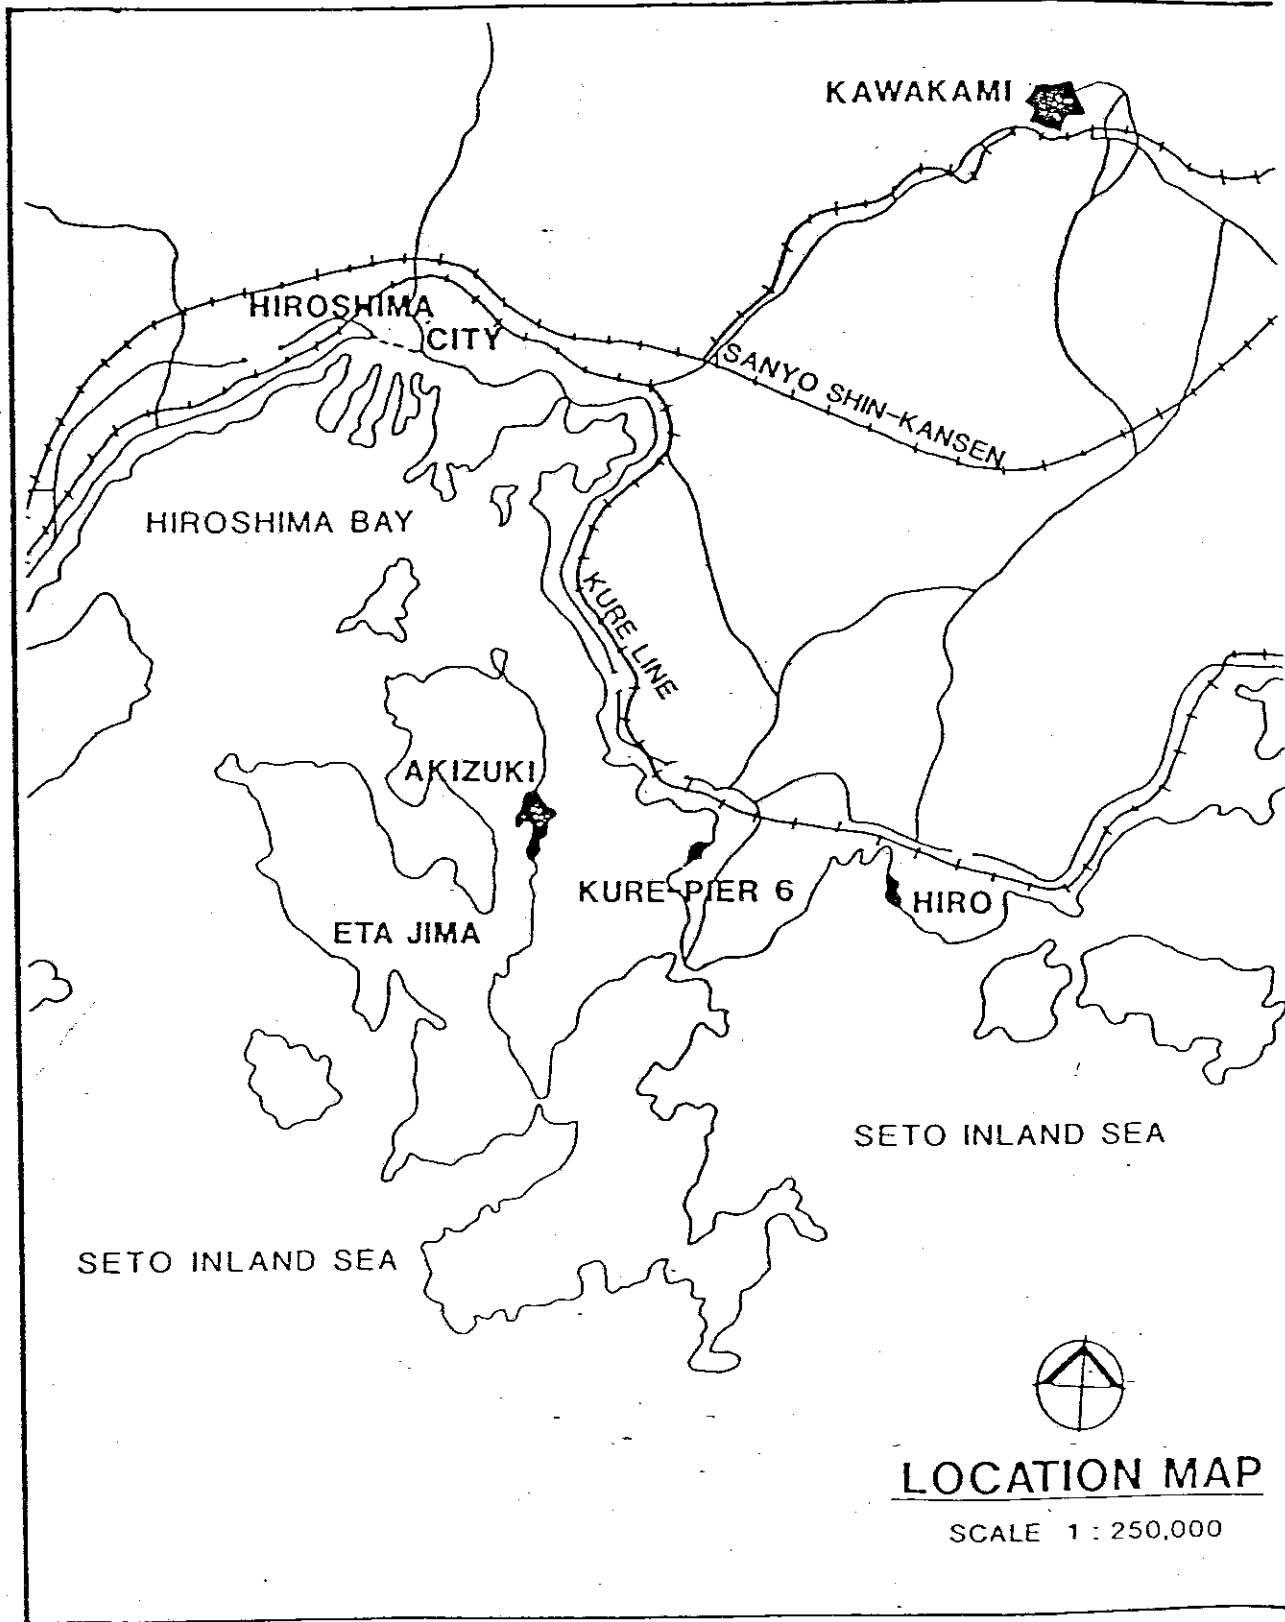 KAWAKAMI
HIROSHIMA
CITY
SANYO SHIN-KANSEN
HIROSHIMA BAY
KURE LINE
AKIZUKI
KURE PIER 6
HIRO
ETA JIMA
SETO INLAND SEA
SETO INLAND SEA
LOCATION MAP
SCALE 1 : 250,000